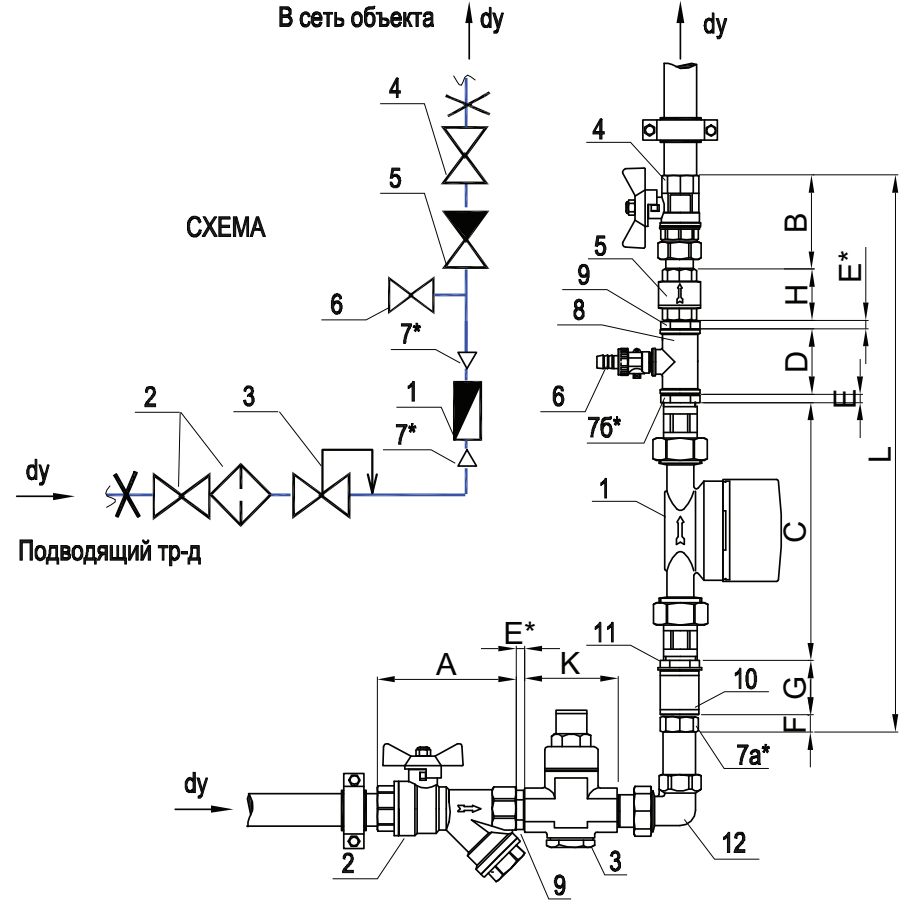 В сеть объекта
dy
dy
4
4
5
B
СХЕМА
5
E*
9
H
6
8
7*
D
6
7б*
E
2
3
1
7*
L
dy
1
C
Подводящий тр-д
11
E*
A
K
10
G
F
7а*
dy
2
3
12
9